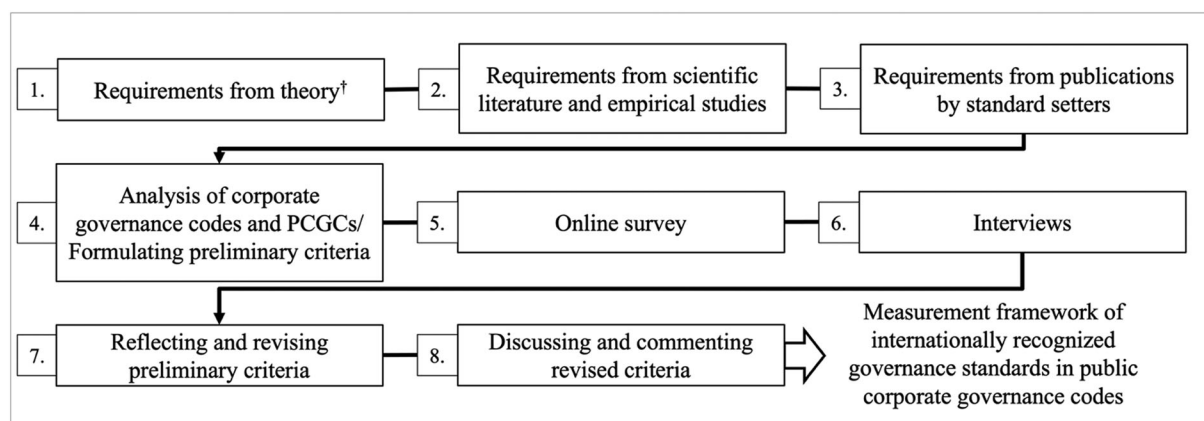 1. Requirements from theory†
2. Requirements from scientific
literature and empirical studies
3. Requirements from publications
by standard setters
4. Analysis of corporate
governance codes and PCGCs/
Formulating preliminary criteria
5. Online survey
6. Interviews
7. Reflecting and revising
preliminary criteria
8. Discussing and commenting
revised criteria
Measurement framework of
internationally recognized
governance standards in public
corporate governance codes